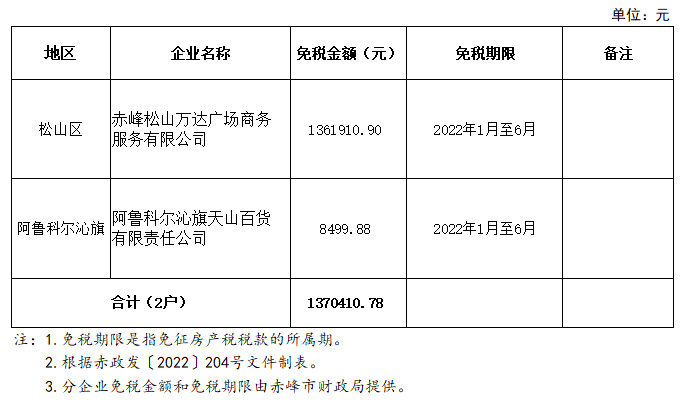 单位：元
地区 企业名称 免税金额（元） 免税期限 备注
松山区 赤峰松山万达广场商务 1361910.90 2022年1月至6月
服务有限公司
阿鲁科尔沁旗 阿鲁科尔沁旗天山百货 8499.88 2022年1月至6月
有限责任公司
合计（2户） 1370410.78
注：1.免税期限是指免征房产税税款的所属期。
2.根据赤政发〔2022〕204号文件制表。
3.分企业免税金额和免税期限由赤峰市财政局提供。